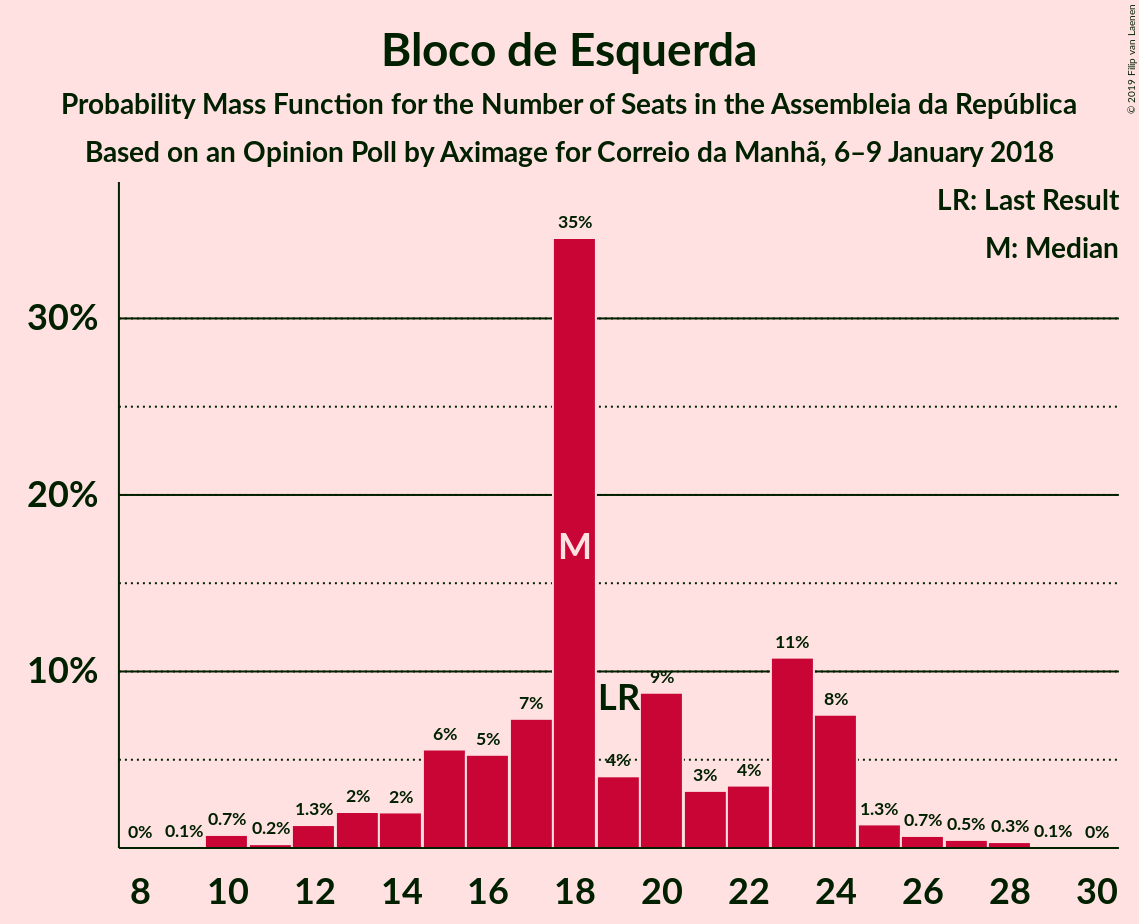 Bloco de Esquerda
Probability Mass Function for the Number of Seats in the Assembleia da República
Based on an Opinion Poll by Aximage for Correio da Manhã, 6–9 January 2018
© 2019 Filip van Laenen
LR: Last Result
M: Median
35%
30%
20%
M
11%
10%
9%
LR
8%
7%
6%
5%
4%
4%
3%
2%
2%
1.3%
1.3%
0.7%
0.7%
0.5%
0.3%
0.2%
0.1%
0.1%
0%
0%
8 10 12 14 16 18 20 22 24 26 28 30